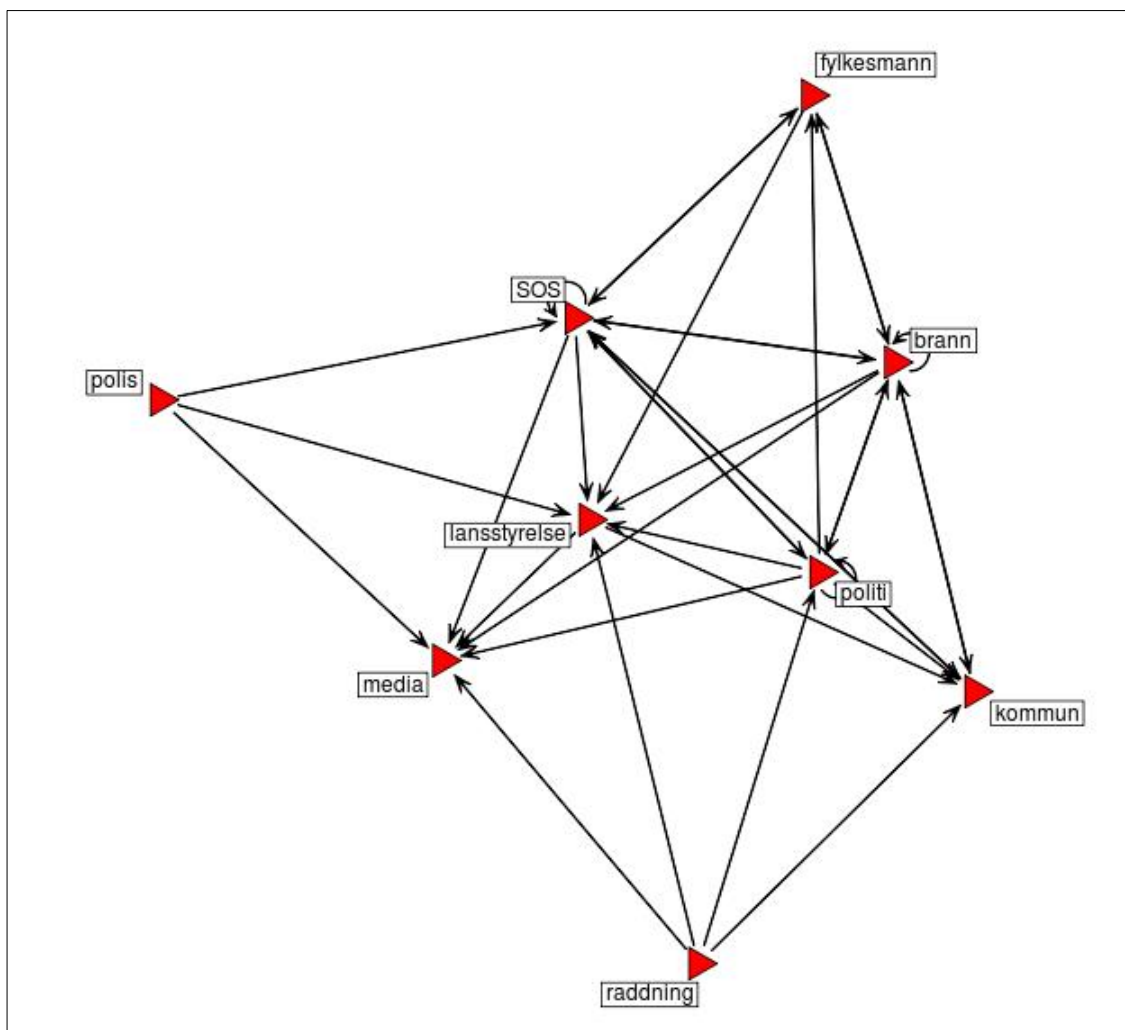 fylkesmann
SOS
brann
polis
lansstyrelse
politi
media
kommun
raddning